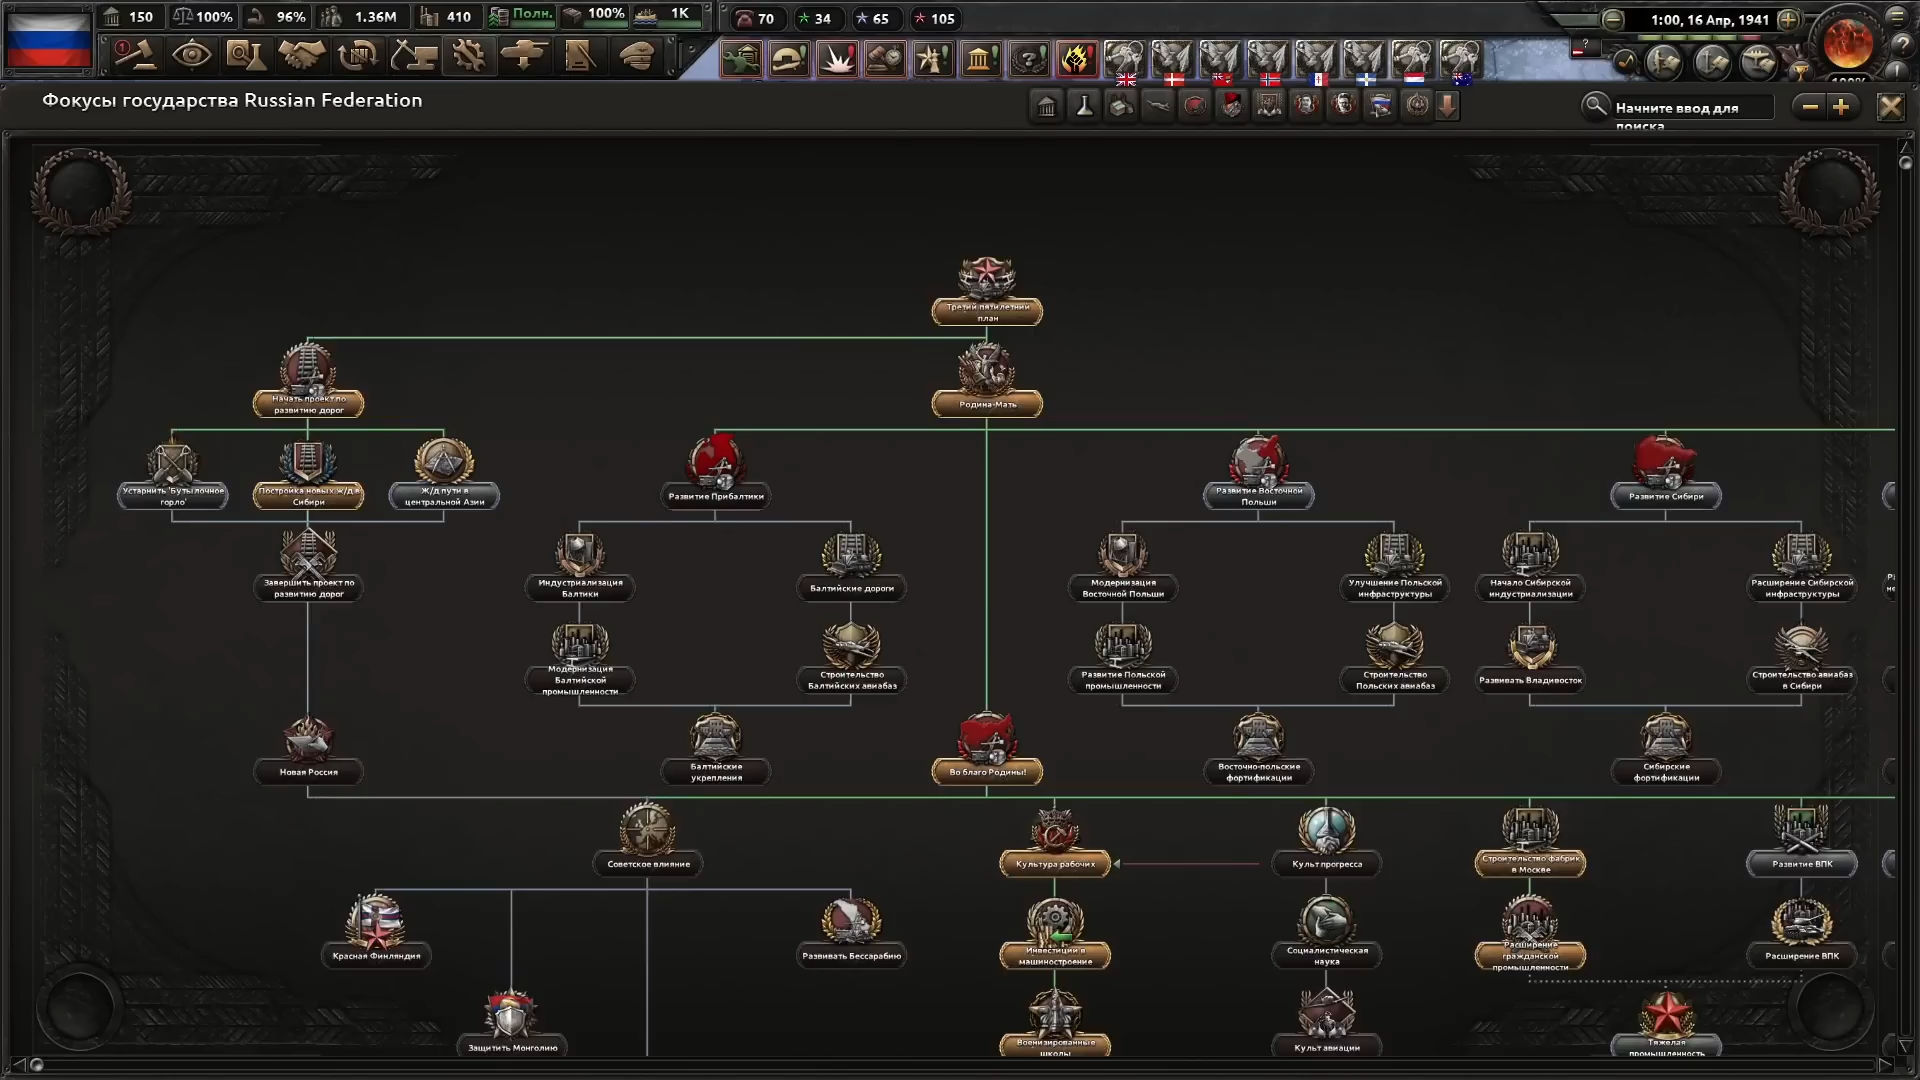 150
100%
96%
1.36M
410
Полн.
100%
1K
70
34
65
105
1:00, 16 Апр, 1941
1
?
100%
Фокусы государства Russian Federation
Начните ввод для
поиска
Третий пятилетний
план
Начать проект по
развитию дорог
Родина-Мать
Устарнить 'Бутылочное
горло'
Постройка новых ж/д в
Сибири
Ж/д пути в
центральной Азии
Развитие Прибалтики
Развитие Восточной
Польши
Развитие Сибири
Завершить проект по
развитию дорог
Индустриализация
Балтики
Балтийские дороги
Модернизация
Восточной Польши
Улучшение Польской
инфраструктуры
Начало Сибирской
индустриализации
Расширение Сибирской
инфраструктуры
Модернизация
Балтийской
промышленности
Строительство
Балтийских авиабаз
Развитие Польской
промышленности
Строительство
Польских авиабаз
Развивать Владивосток
Строительство авиабаз
в Сибири
Новая Россия
Балтийские
укрепления
Во благо Родины!
Восточно-польские
фортификации
Сибирские
фортификации
Советское влияние
Культура рабочих
Культ прогресса
Строительство фабрик
в Москве
Развитие ВПК
Красная Финляндия
Развивать Бессарабию
Инвестиции в
машиностроение
Социалистическая
наука
Расширение
гражданской
промышленности
Расширение ВПК
Защитить Монголию
Военизированные
школы
Культ авиации
Тяжелая
промышленность